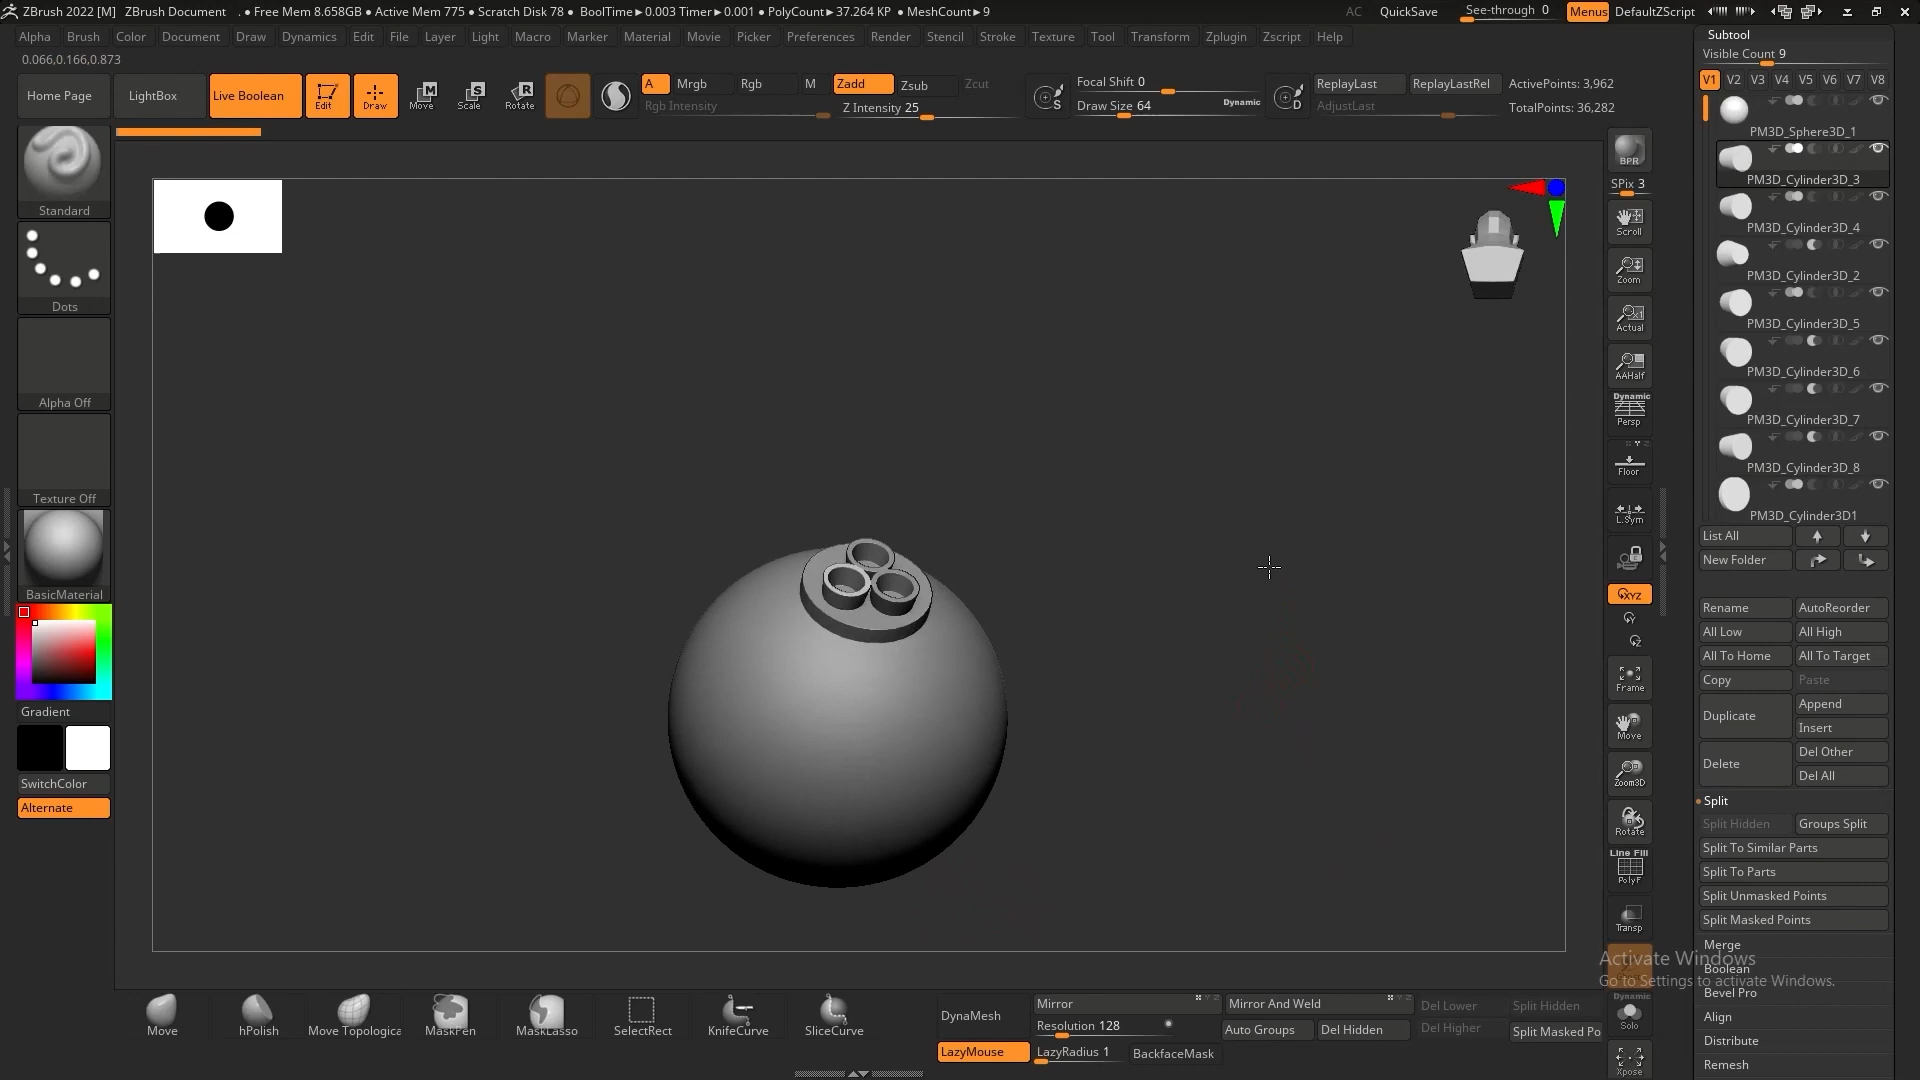 ZBrush 2022 [M] ZBrush Document . ● Free Mem 8.658GB ● Active Mem 775 ● Scratch Disk 78 ● BoolTime►0.003 Timer►0.001 ● PolyCount►37.264 KP ● MeshCount►9 AC QuickSave See-through 0 Menus DefaultZScript
Alpha Brush Color Document Draw Dynamics Edit File Layer Light Macro Marker Material Movie Picker Preferences Render Stencil Stroke Texture Tool Transform Zplugin Zscript Help
0.066,0.166,0.873
Home Page LightBox Live Boolean Edit Draw Move Scale Rotate
A Mrgb Rgb M Zadd Zsub Zcut
Rgb Intensity Z Intensity 25
Focal Shift 0
Draw Size 64 Dynamic
ReplayLast ReplayLastRel
AdjustLast
ActivePoints: 3,962
TotalPoints: 36,282
Standard
Dots
Alpha Off
Texture Off
BasicMaterial
Gradient
SwitchColor
Alternate
BPR
SPix 3
Scroll
Zoom
Actual
AAHalf
Dynamic
Persp
Floor
L.Sym
XYZ
Frame
Move
Zoom3D
Rotate
Line Fill
PolyF
Transp
Dynamic
Solo
Xpose
Subtool
Visible Count 9
V1 V2 V3 V4 V5 V6 V7 V8
PM3D_Sphere3D_1
PM3D_Cylinder3D_3
PM3D_Cylinder3D_4
PM3D_Cylinder3D_2
PM3D_Cylinder3D_5
PM3D_Cylinder3D_6
PM3D_Cylinder3D_7
PM3D_Cylinder3D_8
PM3D_Cylinder3D1
List All
New Folder
Rename AutoReorder
All Low All High
All To Home All To Target
Copy Paste
Duplicate Append
Insert
Delete Del Other
Del All
Split
Split Hidden Groups Split
Split To Similar Parts
Split To Parts
Split Unmasked Points
Split Masked Points
Merge
Boolean
Bevel Pro
Align
Distribute
Remesh
Activate Windows
Go to Settings to activate Windows.
Move hPolish Move Topologica MaskPen MaskLasso SelectRect KnifeCurve SliceCurve
DynaMesh Mirror Mirror And Weld Del Lower Split Hidden
Resolution 128 Auto Groups Del Hidden Del Higher Split Masked Po
LazyMouse LazyRadius 1 BackfaceMask